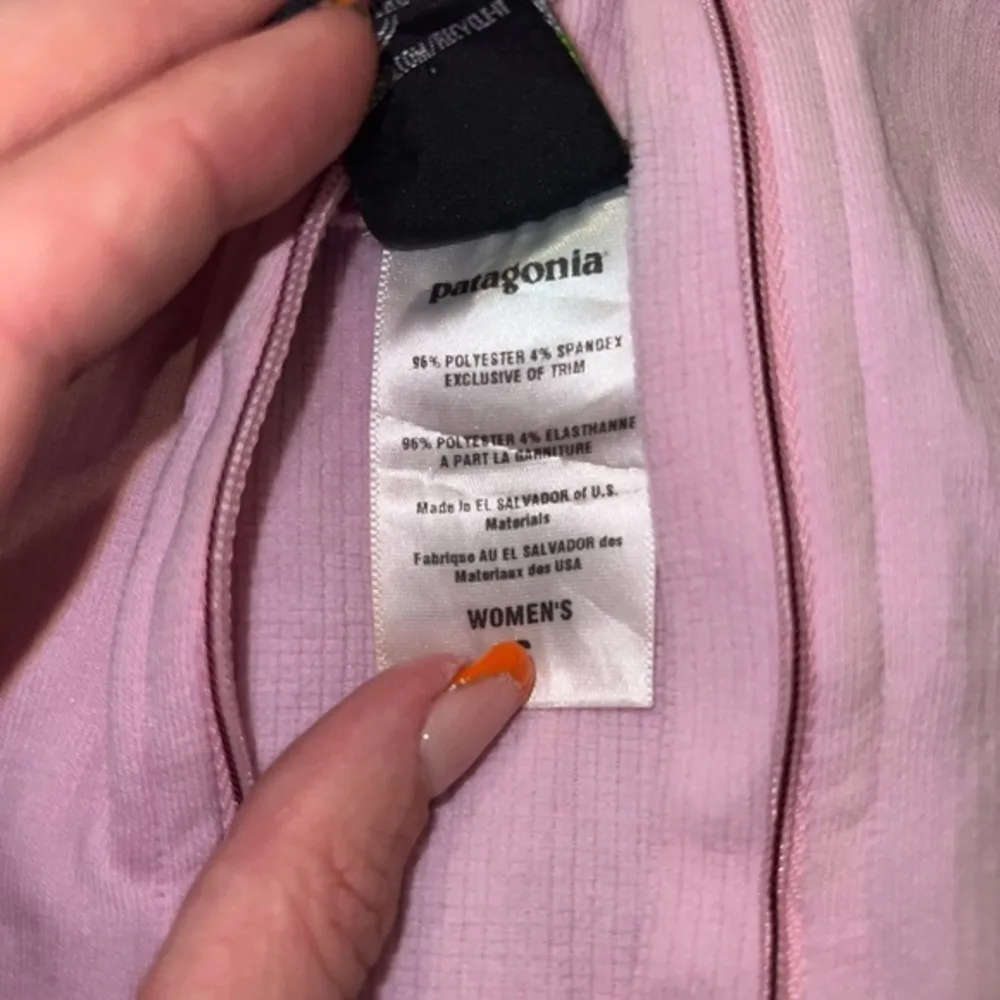 patagonia®
96% POLYESTER 4% SPANDEX
EXCLUSIVE OF TRIM
96% POLYESTER 4% ELASTHANNE
A PART LA GARNITURE
Made In EL SALVADOR of U.S.
Materials
Fabrique AU EL SALVADOR des
Materiaux des USA
WOMEN'S